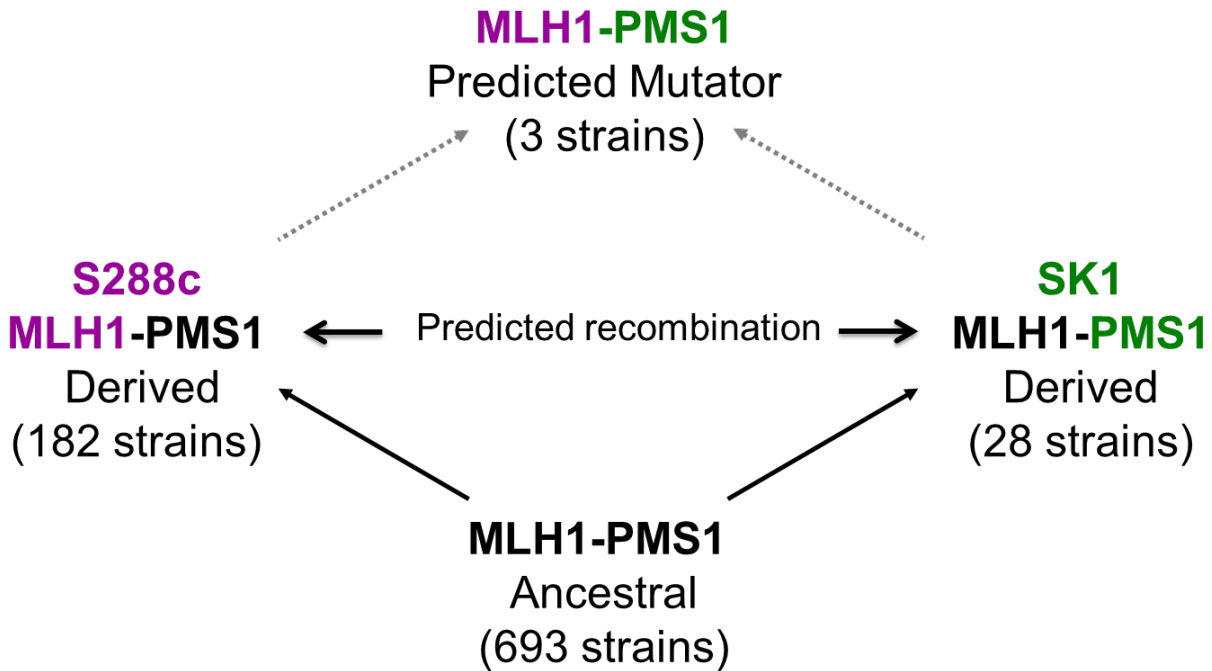 MLH1-PMS1
Predicted Mutator
(3 strains)
S288c
MLH1-PMS1
Derived
(182 strains)
Predicted recombination
SK1
MLH1-PMS1
Derived
(28 strains)
MLH1-PMS1
Ancestral
(693 strains)